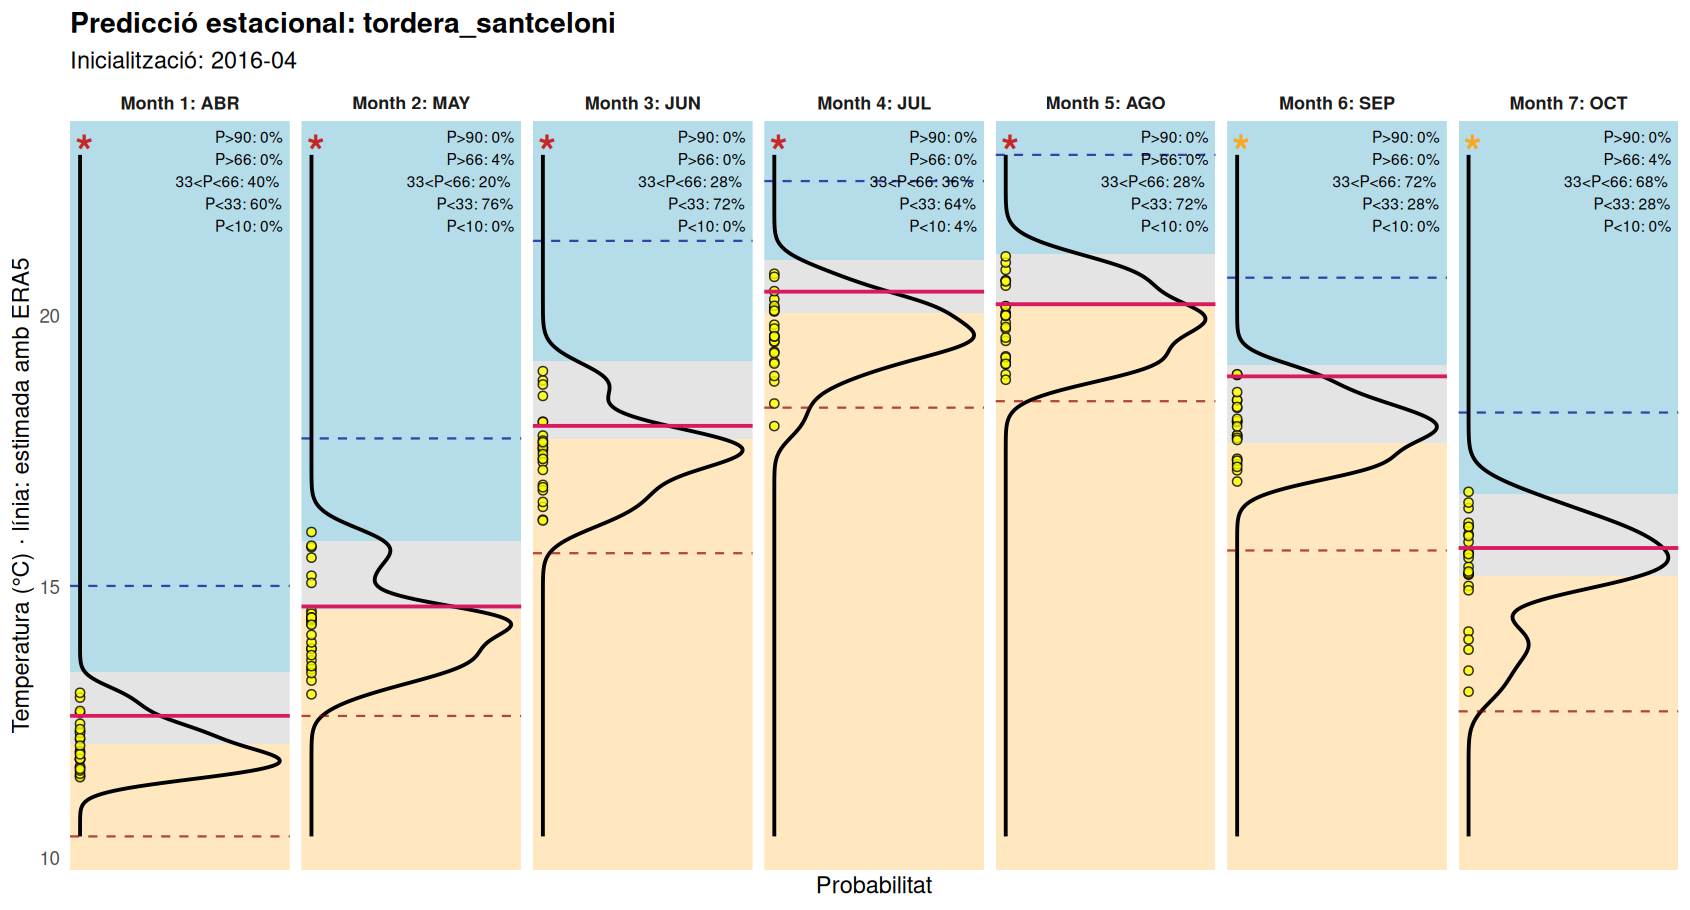 Predicció estacional: tordera_santceloni
Inicialització: 2016-04
Month 1: ABR
P>90: 0%
P>66: 0%
33<P<66: 40%
P<33: 60%
P<10: 0%
Month 2: MAY
P>90: 0%
P>66: 4%
33<P<66: 20%
P<33: 76%
P<10: 0%
Month 3: JUN
P>90: 0%
P>66: 0%
33<P<66: 28%
P<33: 72%
P<10: 0%
Month 4: JUL
P>90: 0%
P>66: 0%
33<P<66: 36%
P<33: 64%
P<10: 4%
Month 5: AGO
P>90: 0%
P>66: 0%
33<P<66: 28%
P<33: 72%
P<10: 0%
Month 6: SEP
P>90: 0%
P>66: 0%
33<P<66: 72%
P<33: 28%
P<10: 0%
Month 7: OCT
P>90: 0%
P>66: 4%
33<P<66: 68%
P<33: 28%
P<10: 0%
Temperatura (°C) · línia: estimada amb ERA5
20
15
10
Probabilitat